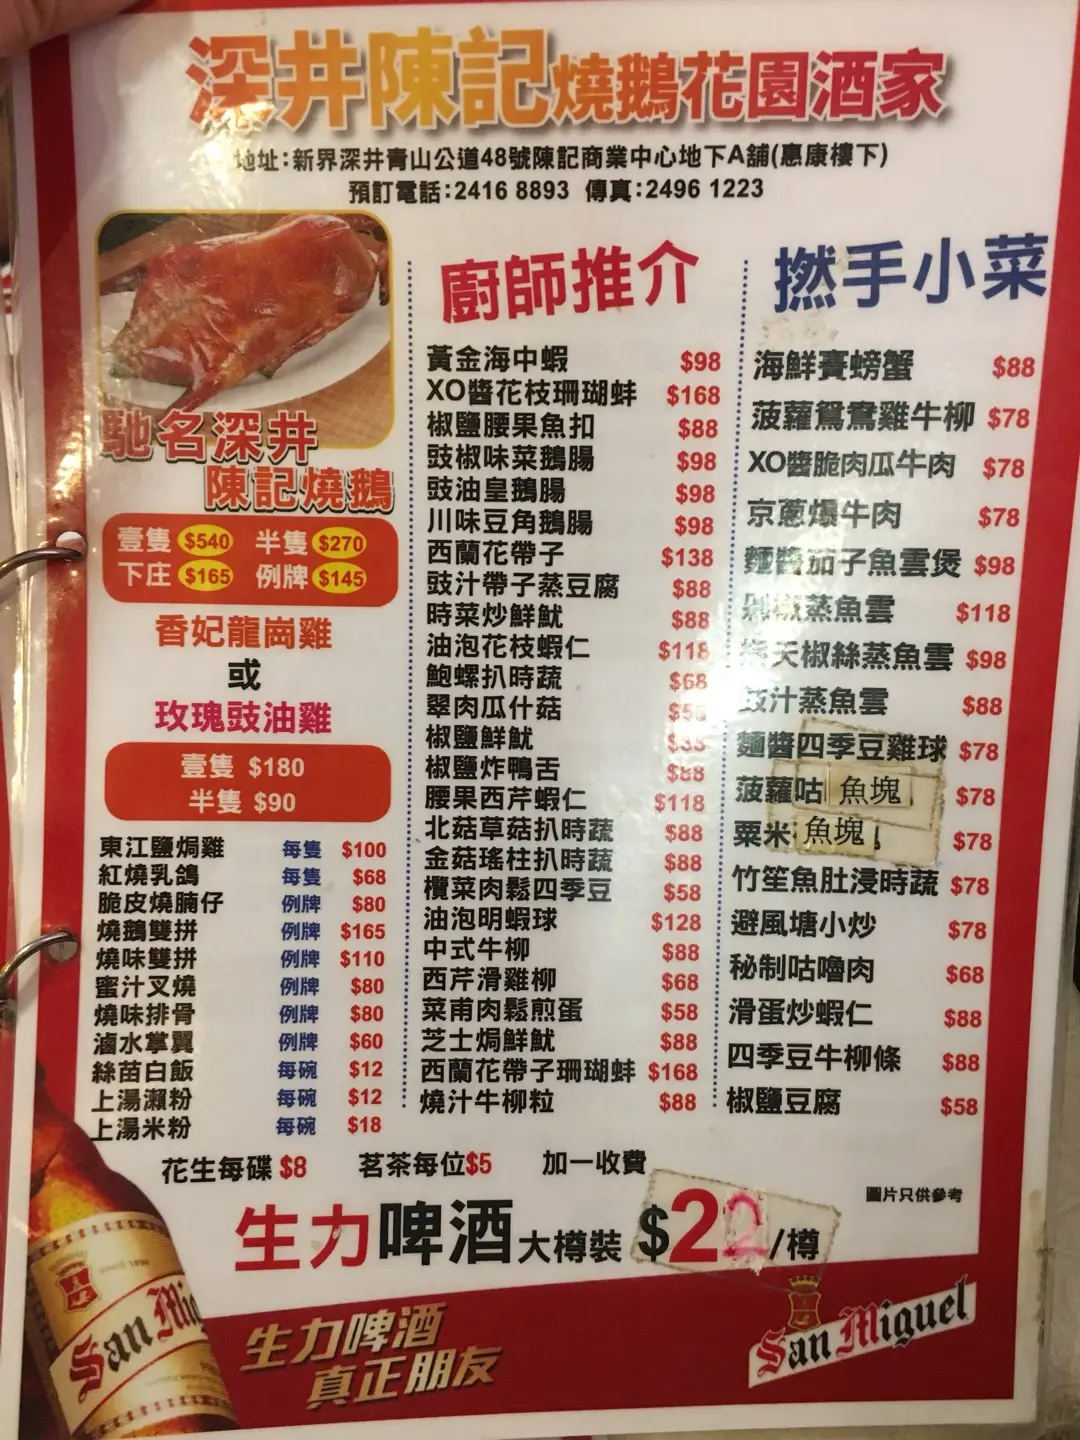 深井陳記燒鵝花園酒家
地址:新界深井青山公道48號陳記商業中心地下A舖(惠康樓下)
預訂電話:2416 8893 傳真:2496 1223
馳名深井
陳記燒鵝
壹隻 $540 半隻 $270
下庄 $165 例牌 $145
香妃龍崗雞
或
玫瑰豉油雞
壹隻 $180
半隻 $90
東江鹽焗雞 每隻 $100
紅燒乳鴿 每隻 $68
脆皮燒腩仔 例牌 $80
燒鵝雙拼 例牌 $165
燒味雙拼 例牌 $110
蜜汁叉燒 例牌 $80
燒味排骨 例牌 $80
滷水掌翼 例牌 $60
絲苗白飯 每碗 $12
上湯瀨粉 每碗 $12
上湯米粉 每碗 $18
廚師推介
黃金海中蝦 $98
XO醬花枝珊瑚蚌 $168
椒鹽腰果魚扣 $88
豉椒味菜鵝腸 $98
豉油皇鵝腸 $98
川味豆角鵝腸 $98
西蘭花帶子 $138
豉汁帶子蒸豆腐 $88
時菜炒鮮魷 $88
油泡花枝蝦仁 $118
鮑螺扒時蔬 $68
翠肉瓜什菇
椒鹽鮮魷
椒鹽炸鴨舌 $88
腰果西芹蝦仁 $118
北菇草菇扒時蔬 $88
金菇瑤柱扒時蔬 $88
欖菜肉鬆四季豆 $58
油泡明蝦球 $128
中式牛柳 $88
西芹滑雞柳 $68
菜甫肉鬆煎蛋 $58
芝士焗鮮魷 $88
西蘭花帶子珊瑚蚌 $168
燒汁牛柳粒 $88
撚手小菜
海鮮賽螃蟹 $88
菠蘿鴛鴦雞牛柳 $78
XO醬脆肉瓜牛肉 $78
京蔥爆牛肉 $78
麵醬茄子魚雲煲 $98
剁椒蒸魚雲 $118
天椒絲蒸魚雲 $98
豉汁蒸魚雲 $88
麵醬四季豆雞球 $78
菠蘿咕魚塊 $78
粟米魚塊 $78
竹笙魚肚浸時蔬 $78
避風塘小炒 $78
秘制咕嚕肉 $68
滑蛋炒蝦仁 $88
四季豆牛柳條 $88
椒鹽豆腐 $58
花生每碟 $8 茗茶每位$5 加一收費
圖片只供參考
生力啤酒大樽裝 $22/樽
生力啤酒
真正朋友
San Miguel
San Mig